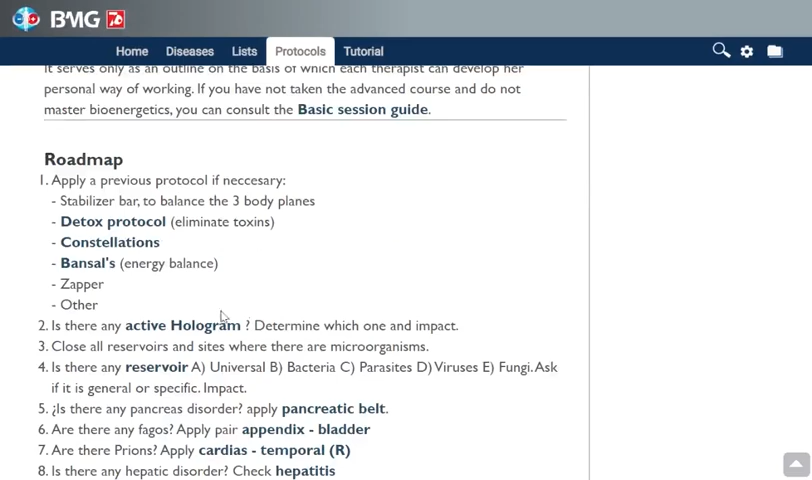 BMG
Home Diseases Lists Protocols Tutorial
It serves only as an outline on the basis of which each therapist can develop her
personal way of working. If you have not taken the advanced course and do not
master bioenergetics, you can consult the Basic session guide.
Roadmap
1. Apply a previous protocol if neccesary:
- Stabilizer bar, to balance the 3 body planes
- Detox protocol (eliminate toxins)
- Constellations
- Bansal's (energy balance)
- Zapper
- Other
2. Is there any active Hologram ? Determine which one and impact.
3. Close all reservoirs and sites where there are microorganisms.
4. Is there any reservoir A) Universal B) Bacteria C) Parasites D) Viruses E) Fungi. Ask
if it is general or specific. Impact.
5. ¿Is there any pancreas disorder? apply pancreatic belt.
6. Are there any fagos? Apply pair appendix - bladder
7. Are there Prions? Apply cardias - temporal (R)
8. Is there any hepatic disorder? Check hepatitis